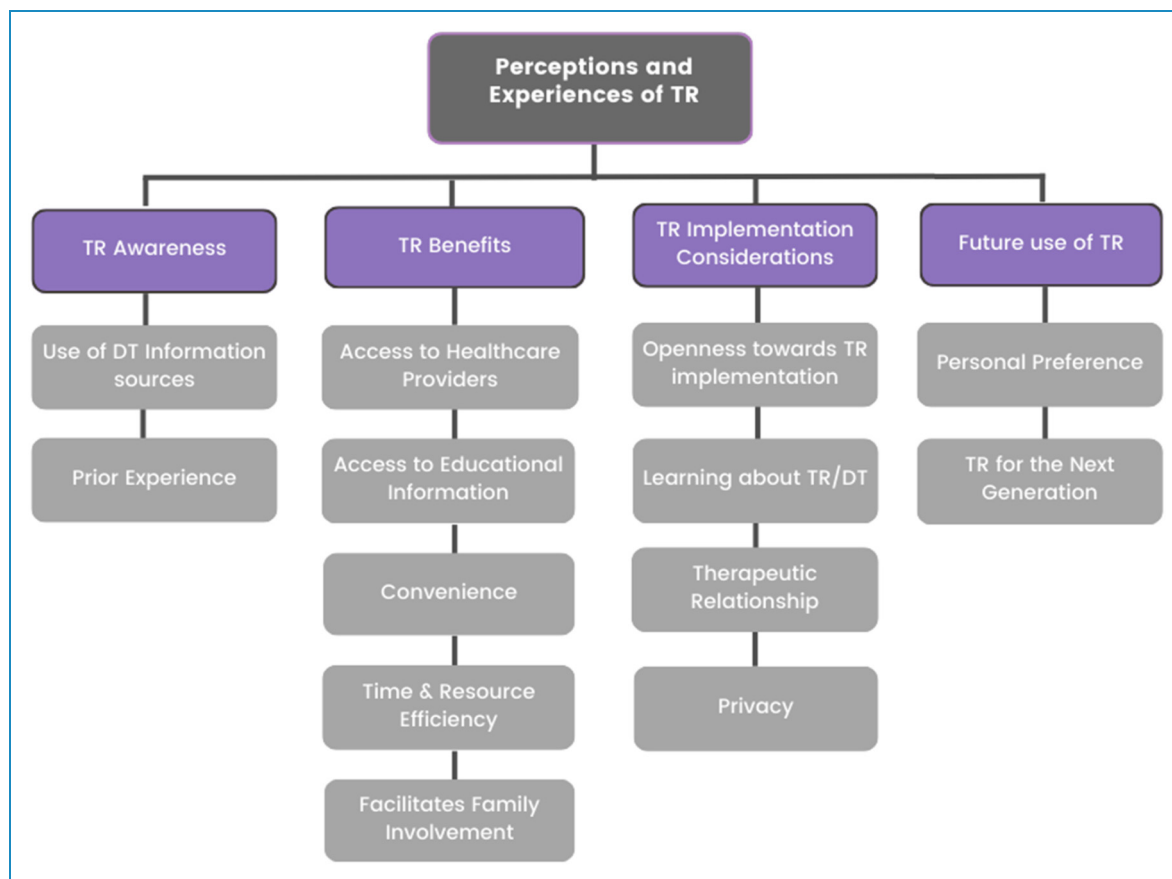 Perceptions and
Experiences of TR
TR Awareness
Use of DT Information
sources
Prior Experience
TR Benefits
Access to Healthcare
Providers
Access to Educational
Information
Convenience
Time & Resource
Efficiency
Facilitates Family
Involvement
TR Implementation
Considerations
Openness towards TR
implementation
Learning about TR/DT
Therapeutic
Relationship
Privacy
Future use of TR
Personal Preference
TR for the Next
Generation